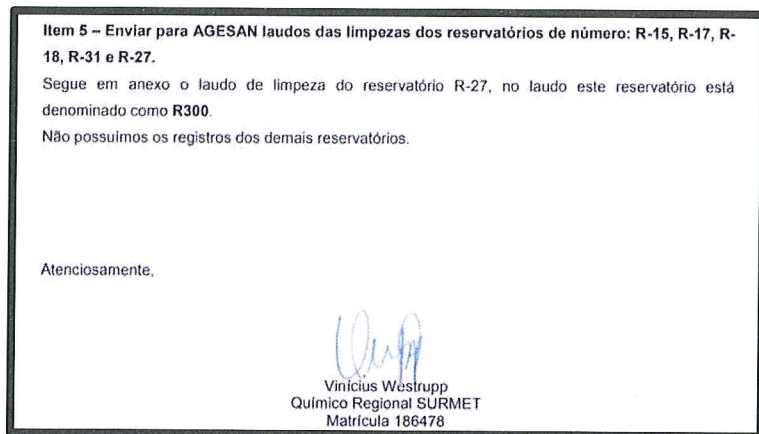 Item 5 – Enviar para AGESAN laudos das limpezas dos reservatórios de número: R-15, R-17, R-
18, R-31 e R-27.
Segue em anexo o laudo de limpeza do reservatório R-27, no laudo este reservatório está
denominado como R300.
Não possuímos os registros dos demais reservatórios.
Atenciosamente,
Vinícius Westrupp
Químico Regional SURMET
Matrícula 186478